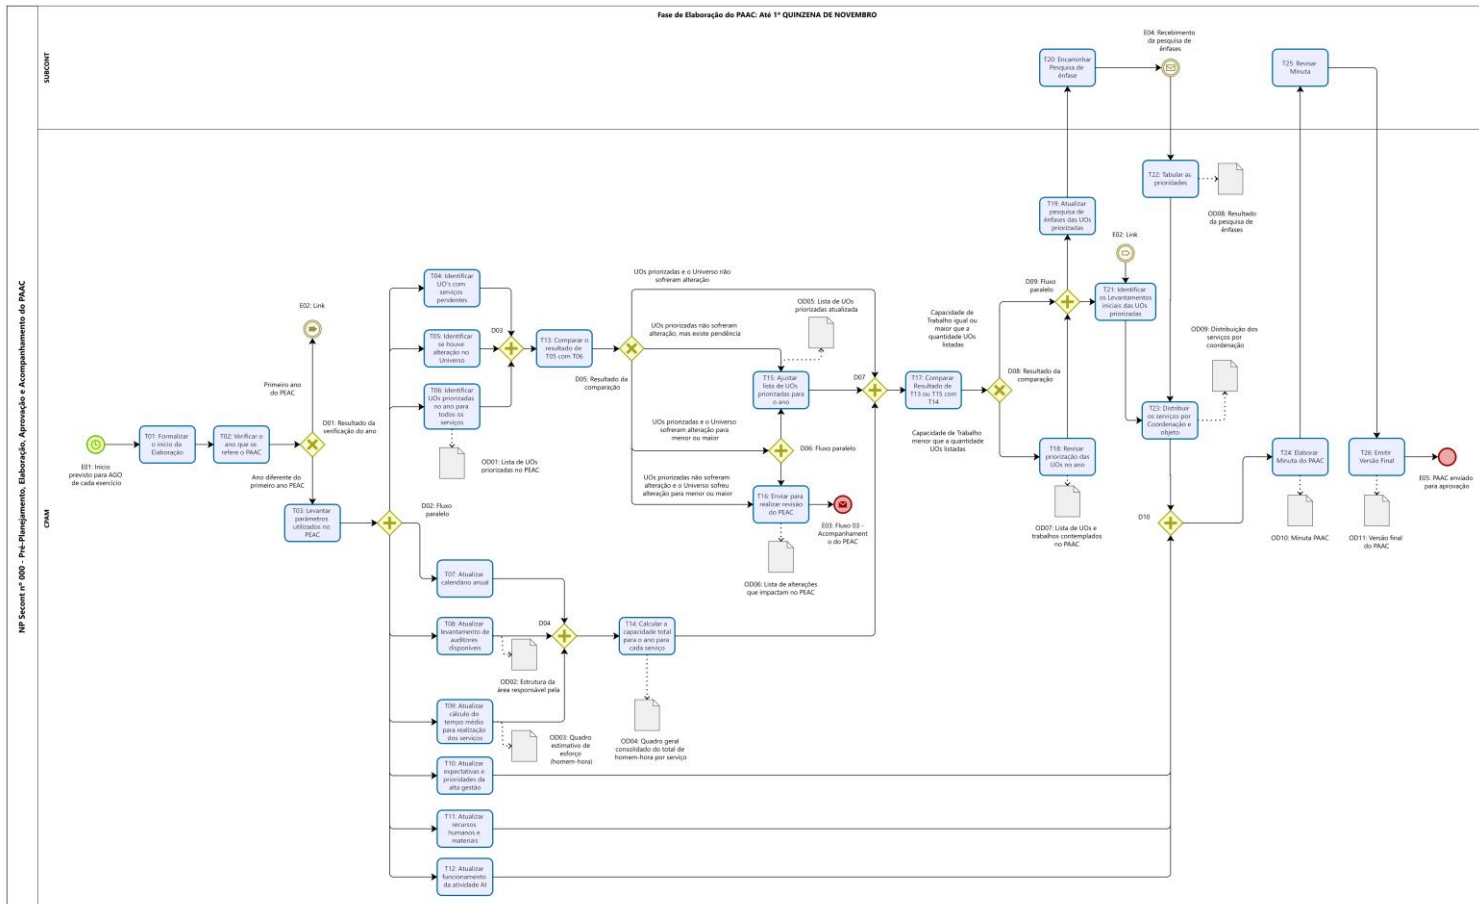 Fase de Elaboração do PAAC: Até 1ª QUINZENA DE NOVEMBRO
NP Secont nº 000 - Pré-Planejamento, Elaboração, Aprovação e Acompanhamento do PAAC
SUBCONT
CPAM
E01: Início
previsto para AGO
de cada exercício
T01: Formalizar
o início da
Elaboração
T02: Verificar o
ano que se
refere o PAAC
E02: Link
Primeiro ano
do PEAC
D01: Resultado da
verificação do ano
Ano diferente do
primeiro ano PEAC
T03: Levantar
parâmetros
utilizados no
PEAC
D02: Fluxo
paralelo
T04: Identificar
UO's com
serviços
pendentes
T05: Identificar
se houve
alteração no
Universo
T06: Identificar
UOs priorizadas
no ano para
todos os
serviços
OD01: Lista de UOs
priorizadas no PEAC
D03
T13: Comparar o
resultado de
T05 com T06
T07: Atualizar
calendário anual
T08: Atualizar
levantamento de
auditores
disponíveis
OD02: Estrutura da
área responsável pela
T09: Atualizar
cálculo do
tempo médio
para realização
dos serviços
OD03: Quadro
estimativo de
esforço
(homem-hora)
T10: Atualizar
expectativas e
prioridades da
alta gestão
T11: Atualizar
recursos
humanos e
materiais
T12: Atualizar
funcionamento
da atividade AI
D04
T14: Calcular a
capacidade total
para o ano para
cada serviço
OD04: Quadro geral
consolidado do total de
homem-hora por serviço
UOs priorizadas e o Universo não
sofreram alteração
UOs priorizadas não sofreram
alteração, mas existe pendência
D05: Resultado da
comparação
UOs priorizadas e o Universo
sofreram alteração para
menor ou maior
UOs priorizadas não sofreram
alteração e o Universo sofreu
alteração para menor ou maior
OD05: Lista de UOs
priorizadas atualizada
T15: Ajustar
lista de UOs
priorizadas para
o ano
D06: Fluxo paralelo
T16: Enviar para
realizar revisão
do PEAC
E03: Fluxo 03 -
Acompanhament
o do PEAC
OD06: Lista de alterações
que impactam no PEAC
D07
T17: Comparar
Resultado de
T13 ou T15 com
T14
Capacidade de
Trabalho igual ou
maior que a
quantidade UOs
listadas
D08: Resultado da
comparação
Capacidade de Trabalho
menor que a quantidade
UOs listadas
T18: Revisar
priorização das
UOs no ano
OD07: Lista de UOs e
trabalhos contemplados
no PAAC
D09: Fluxo
paralelo
T19: Atualizar
pesquisa de
ênfases das UOs
priorizadas
T20: Encaminhar
Pesquisa de
ênfase
E04: Recebimento
da pesquisa de
ênfases
T22: Tabular as
prioridades
OD08: Resultado
da pesquisa de
ênfases
E02: Link
T21: Identificar
os Levantamentos
iniciais das UOs
priorizadas
OD09: Distribuição dos
serviços por
coordenação
T23: Distribuir
os serviços por
Coordenação e
objeto
D10
T24: Elaborar
Minuta do PAAC
OD10: Minuta PAAC
T25: Revisar
Minuta
T26: Emitir
Versão Final
OD11: Versão final
do PAAC
E05: PAAC enviado
para aprovação